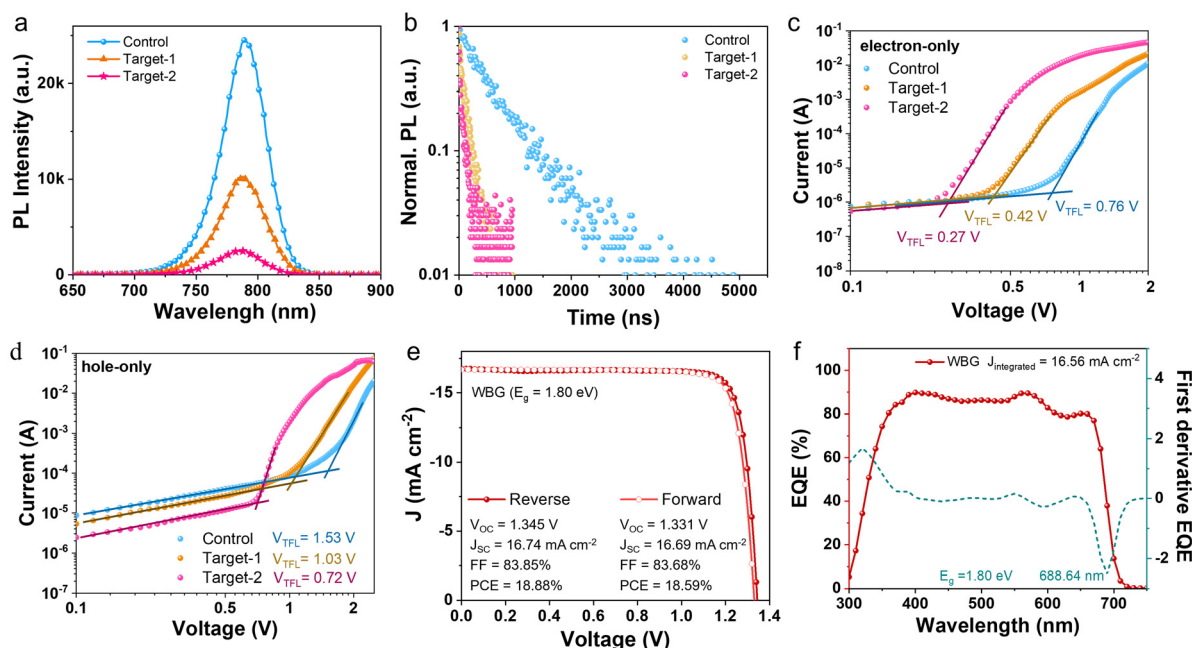 a
PL Intensity (a.u.)
20k
10k
0
Control
Target-1
Target-2
650 700 750 800 850 900
Wavelengh (nm)
b
Normal. PL (a.u.)
1
0.1
0.01
Control
Target-1
Target-2
0 1000 2000 3000 4000 5000
Time (ns)
c
Current (A)
10⁰
10⁻¹
10⁻²
10⁻³
10⁻⁴
10⁻⁵
10⁻⁶
10⁻⁷
10⁻⁸
electron-only
Control
Target-1
Target-2
V_TFL= 0.76 V
V_TFL= 0.42 V
V_TFL= 0.27 V
0.1 0.5 1 2
Voltage (V)
d
Current (A)
10⁻¹
10⁻²
10⁻³
10⁻⁴
10⁻⁵
10⁻⁶
10⁻⁷
hole-only
Control V_TFL= 1.53 V
Target-1 V_TFL= 1.03 V
Target-2 V_TFL= 0.72 V
0.1 0.5 1 2
Voltage (V)
e
J (mA cm⁻²)
-15
-10
-5
0
WBG (E_g = 1.80 eV)
Reverse Forward
V_OC = 1.345 V V_OC = 1.331 V
J_SC = 16.74 mA cm⁻² J_SC = 16.69 mA cm⁻²
FF = 83.85% FF = 83.68%
PCE = 18.88% PCE = 18.59%
0.0 0.2 0.4 0.6 0.8 1.0 1.2 1.4
Voltage (V)
f
EQE (%)
100
80
60
40
20
0
WBG J_integrated = 16.56 mA cm⁻²
E_g =1.80 eV 688.64 nm
4
2
0
-2
First derivative EQE
300 400 500 600 700
Wavelength (nm)